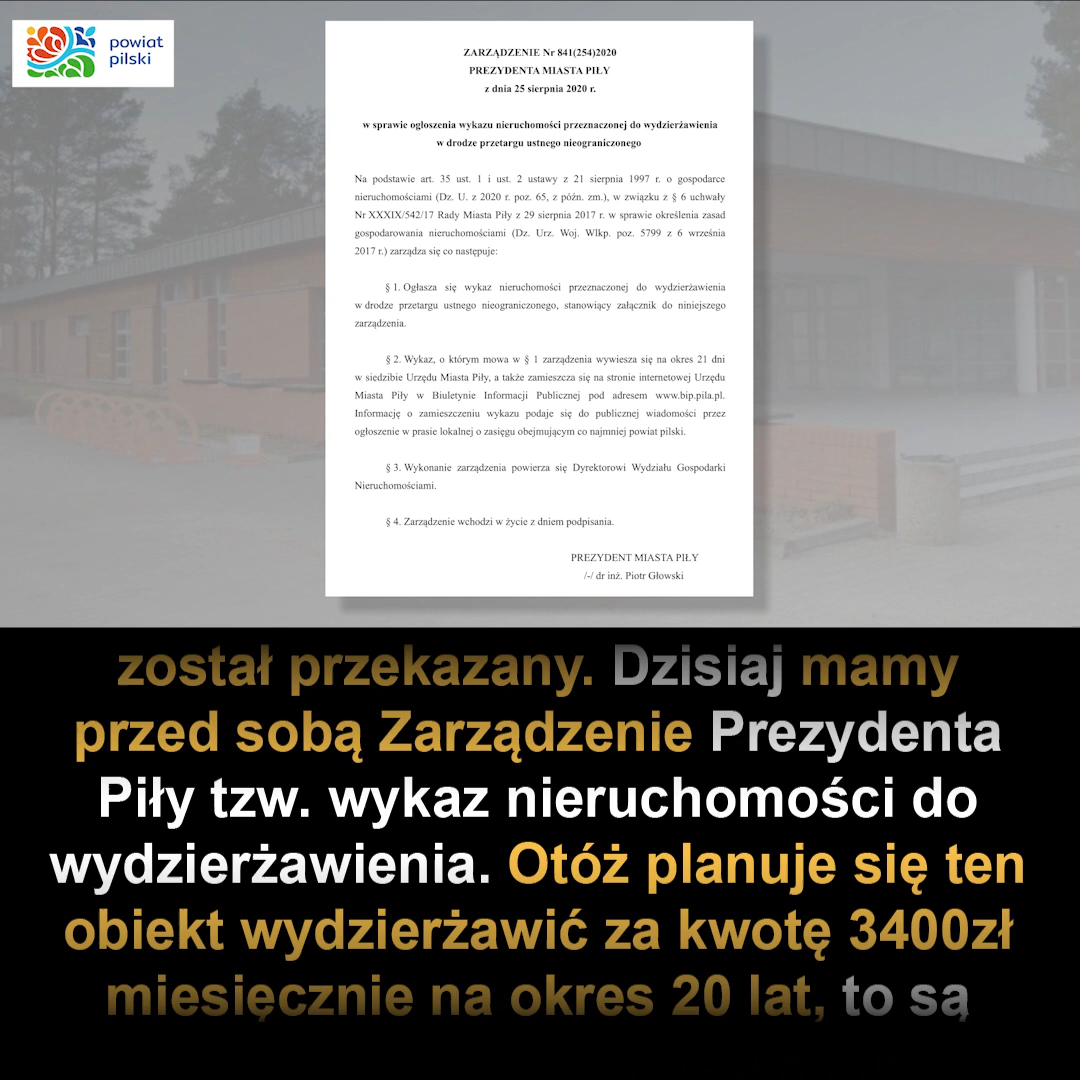 powiat
pilski
ZARZĄDZENIE Nr 841(254)2020
PREZYDENTA MIASTA PIŁY
z dnia 25 sierpnia 2020 r.
w sprawie ogłoszenia wykazu nieruchomości przeznaczonej do wydzierżawienia
w drodze przetargu ustnego nieograniczonego
Na podstawie art. 35 ust. 1 i ust. 2 ustawy z 21 sierpnia 1997 r. o gospodarce
nieruchomościami (Dz. U. z 2020 r. poz. 65, z późn. zm.), w związku z § 6 uchwały
Nr XXXIX/542/17 Rady Miasta Piły z 29 sierpnia 2017 r. w sprawie określenia zasad
gospodarowania nieruchomościami (Dz. Urz. Woj. Wlkp. poz. 5799 z 6 września
2017 r.) zarządza się co następuje:
§ 1. Ogłasza się wykaz nieruchomości przeznaczonej do wydzierżawienia
w drodze przetargu ustnego nieograniczonego, stanowiący załącznik do niniejszego
zarządzenia.
§ 2. Wykaz, o którym mowa w § 1 zarządzenia wywiesza się na okres 21 dni
w siedzibie Urzędu Miasta Piły, a także zamieszcza się na stronie internetowej Urzędu
Miasta Piły w Biuletynie Informacji Publicznej pod adresem www.bip.pila.pl.
Informację o zamieszczeniu wykazu podaje się do publicznej wiadomości przez
ogłoszenie w prasie lokalnej o zasięgu obejmującym co najmniej powiat pilski.
§ 3. Wykonanie zarządzenia powierza się Dyrektorowi Wydziału Gospodarki
Nieruchomościami.
§ 4. Zarządzenie wchodzi w życie z dniem podpisania.
PREZYDENT MIASTA PIŁY
/-/ dr inż. Piotr Głowski
został przekazany. Dzisiaj mamy
przed sobą Zarządzenie Prezydenta
Piły tzw. wykaz nieruchomości do
wydzierżawienia. Otóż planuje się ten
obiekt wydzierżawić za kwotę 3400zł
miesięcznie na okres 20 lat, to są